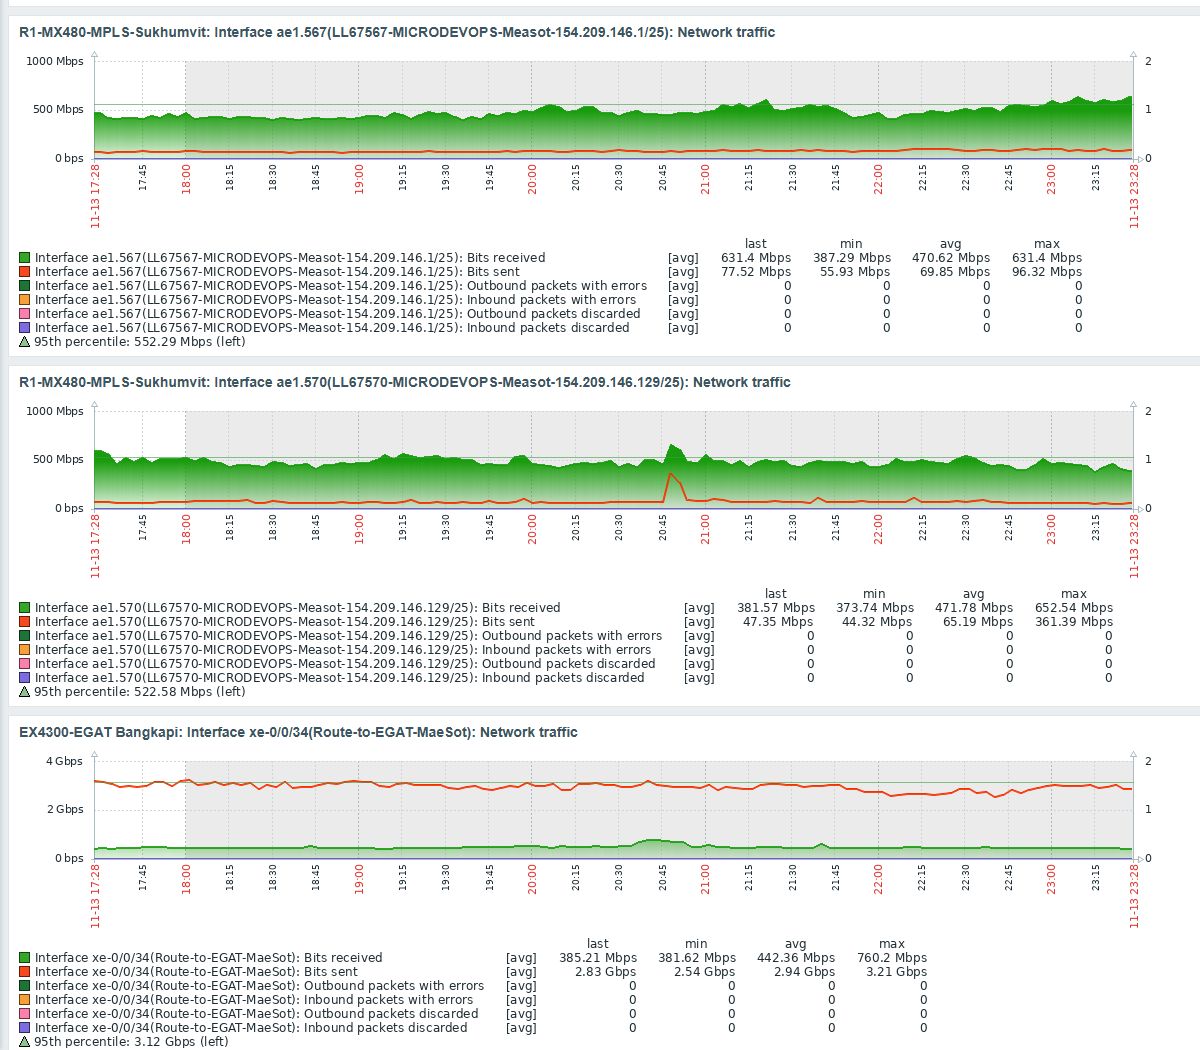 R1-MX480-MPLS-Sukhumvit: Interface ae1.567(LL67567-MICRODEVOPS-Measot-154.209.146.1/25): Network traffic
1000 Mbps 2
500 Mbps 1
0 bps 0
11-13 17:28 17:45 18:00 18:15 18:30 18:45 19:00 19:15 19:30 19:45 20:00 20:15 20:30 20:45 21:00 21:15 21:30 21:45 22:00 22:15 22:30 22:45 23:00 23:15 11-13 23:28
last min avg max
Interface ae1.567(LL67567-MICRODEVOPS-Measot-154.209.146.1/25): Bits received [avg] 631.4 Mbps 387.29 Mbps 470.62 Mbps 631.4 Mbps
Interface ae1.567(LL67567-MICRODEVOPS-Measot-154.209.146.1/25): Bits sent [avg] 77.52 Mbps 55.93 Mbps 69.85 Mbps 96.32 Mbps
Interface ae1.567(LL67567-MICRODEVOPS-Measot-154.209.146.1/25): Outbound packets with errors [avg] 0 0 0 0
Interface ae1.567(LL67567-MICRODEVOPS-Measot-154.209.146.1/25): Inbound packets with errors [avg] 0 0 0 0
Interface ae1.567(LL67567-MICRODEVOPS-Measot-154.209.146.1/25): Outbound packets discarded [avg] 0 0 0 0
Interface ae1.567(LL67567-MICRODEVOPS-Measot-154.209.146.1/25): Inbound packets discarded [avg] 0 0 0 0
95th percentile: 552.29 Mbps (left)
R1-MX480-MPLS-Sukhumvit: Interface ae1.570(LL67570-MICRODEVOPS-Measot-154.209.146.129/25): Network traffic
1000 Mbps 2
500 Mbps 1
0 bps 0
11-13 17:28 17:45 18:00 18:15 18:30 18:45 19:00 19:15 19:30 19:45 20:00 20:15 20:30 20:45 21:00 21:15 21:30 21:45 22:00 22:15 22:30 22:45 23:00 23:15 11-13 23:28
last min avg max
Interface ae1.570(LL67570-MICRODEVOPS-Measot-154.209.146.129/25): Bits received [avg] 381.57 Mbps 373.74 Mbps 471.78 Mbps 652.54 Mbps
Interface ae1.570(LL67570-MICRODEVOPS-Measot-154.209.146.129/25): Bits sent [avg] 47.35 Mbps 44.32 Mbps 65.19 Mbps 361.39 Mbps
Interface ae1.570(LL67570-MICRODEVOPS-Measot-154.209.146.129/25): Outbound packets with errors [avg] 0 0 0 0
Interface ae1.570(LL67570-MICRODEVOPS-Measot-154.209.146.129/25): Inbound packets with errors [avg] 0 0 0 0
Interface ae1.570(LL67570-MICRODEVOPS-Measot-154.209.146.129/25): Outbound packets discarded [avg] 0 0 0 0
Interface ae1.570(LL67570-MICRODEVOPS-Measot-154.209.146.129/25): Inbound packets discarded [avg] 0 0 0 0
95th percentile: 522.58 Mbps (left)
EX4300-EGAT Bangkapi: Interface xe-0/0/34(Route-to-EGAT-MaeSot): Network traffic
4 Gbps 2
2 Gbps 1
0 bps 0
11-13 17:28 17:45 18:00 18:15 18:30 18:45 19:00 19:15 19:30 19:45 20:00 20:15 20:30 20:45 21:00 21:15 21:30 21:45 22:00 22:15 22:30 22:45 23:00 23:15 11-13 23:28
last min avg max
Interface xe-0/0/34(Route-to-EGAT-MaeSot): Bits received [avg] 385.21 Mbps 381.62 Mbps 442.36 Mbps 760.2 Mbps
Interface xe-0/0/34(Route-to-EGAT-MaeSot): Bits sent [avg] 2.83 Gbps 2.54 Gbps 2.94 Gbps 3.21 Gbps
Interface xe-0/0/34(Route-to-EGAT-MaeSot): Outbound packets with errors [avg] 0 0 0 0
Interface xe-0/0/34(Route-to-EGAT-MaeSot): Inbound packets with errors [avg] 0 0 0 0
Interface xe-0/0/34(Route-to-EGAT-MaeSot): Outbound packets discarded [avg] 0 0 0 0
Interface xe-0/0/34(Route-to-EGAT-MaeSot): Inbound packets discarded [avg] 0 0 0 0
95th percentile: 3.12 Gbps (left)